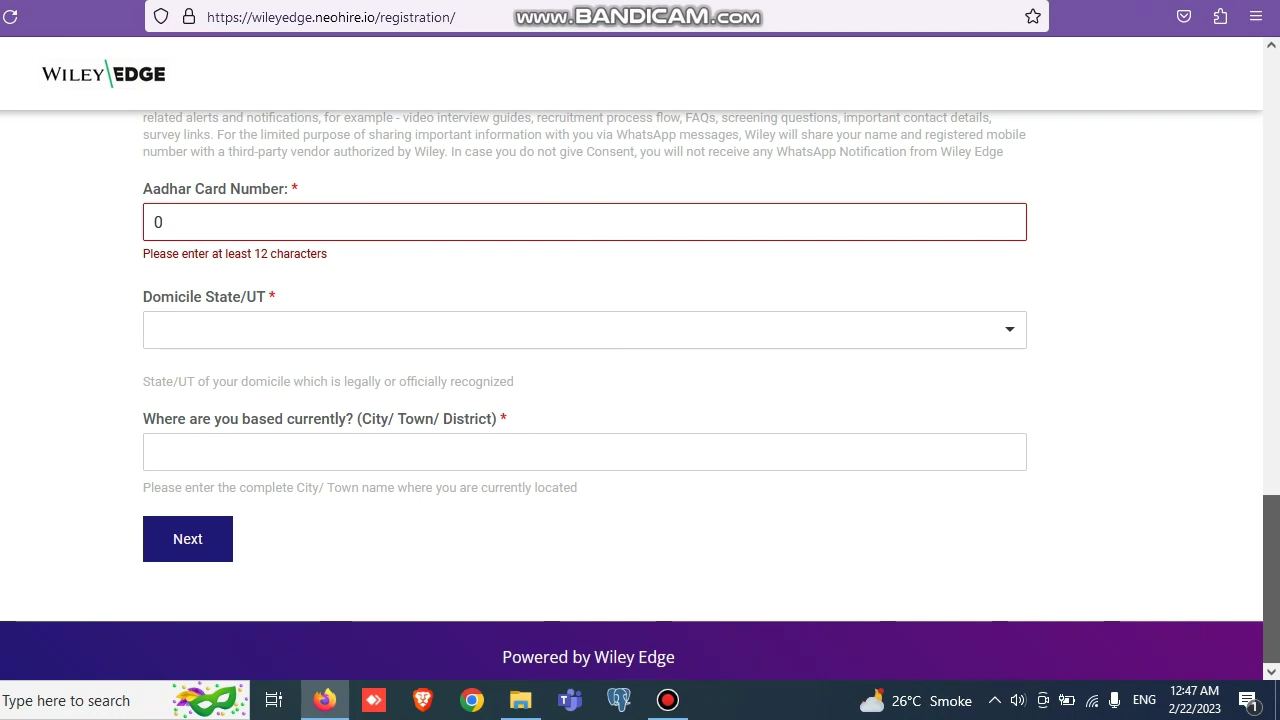 https://wileyedge.neohire.io/registration/
www.BANDICAM.com
WILEY EDGE
related alerts and notifications, for example - video interview guides, recruitment process flow, FAQs, screening questions, important contact details,
survey links. For the limited purpose of sharing important information with you via WhatsApp messages, Wiley will share your name and registered mobile
number with a third-party vendor authorized by Wiley. In case you do not give Consent, you will not receive any WhatsApp Notification from Wiley Edge
Aadhar Card Number: *
0
Please enter at least 12 characters
Domicile State/UT *
State/UT of your domicile which is legally or officially recognized
Where are you based currently? (City/ Town/ District) *
Please enter the complete City/ Town name where you are currently located
Next
Powered by Wiley Edge
Type here to search
26°C Smoke
ENG
12:47 AM
2/22/2023
1